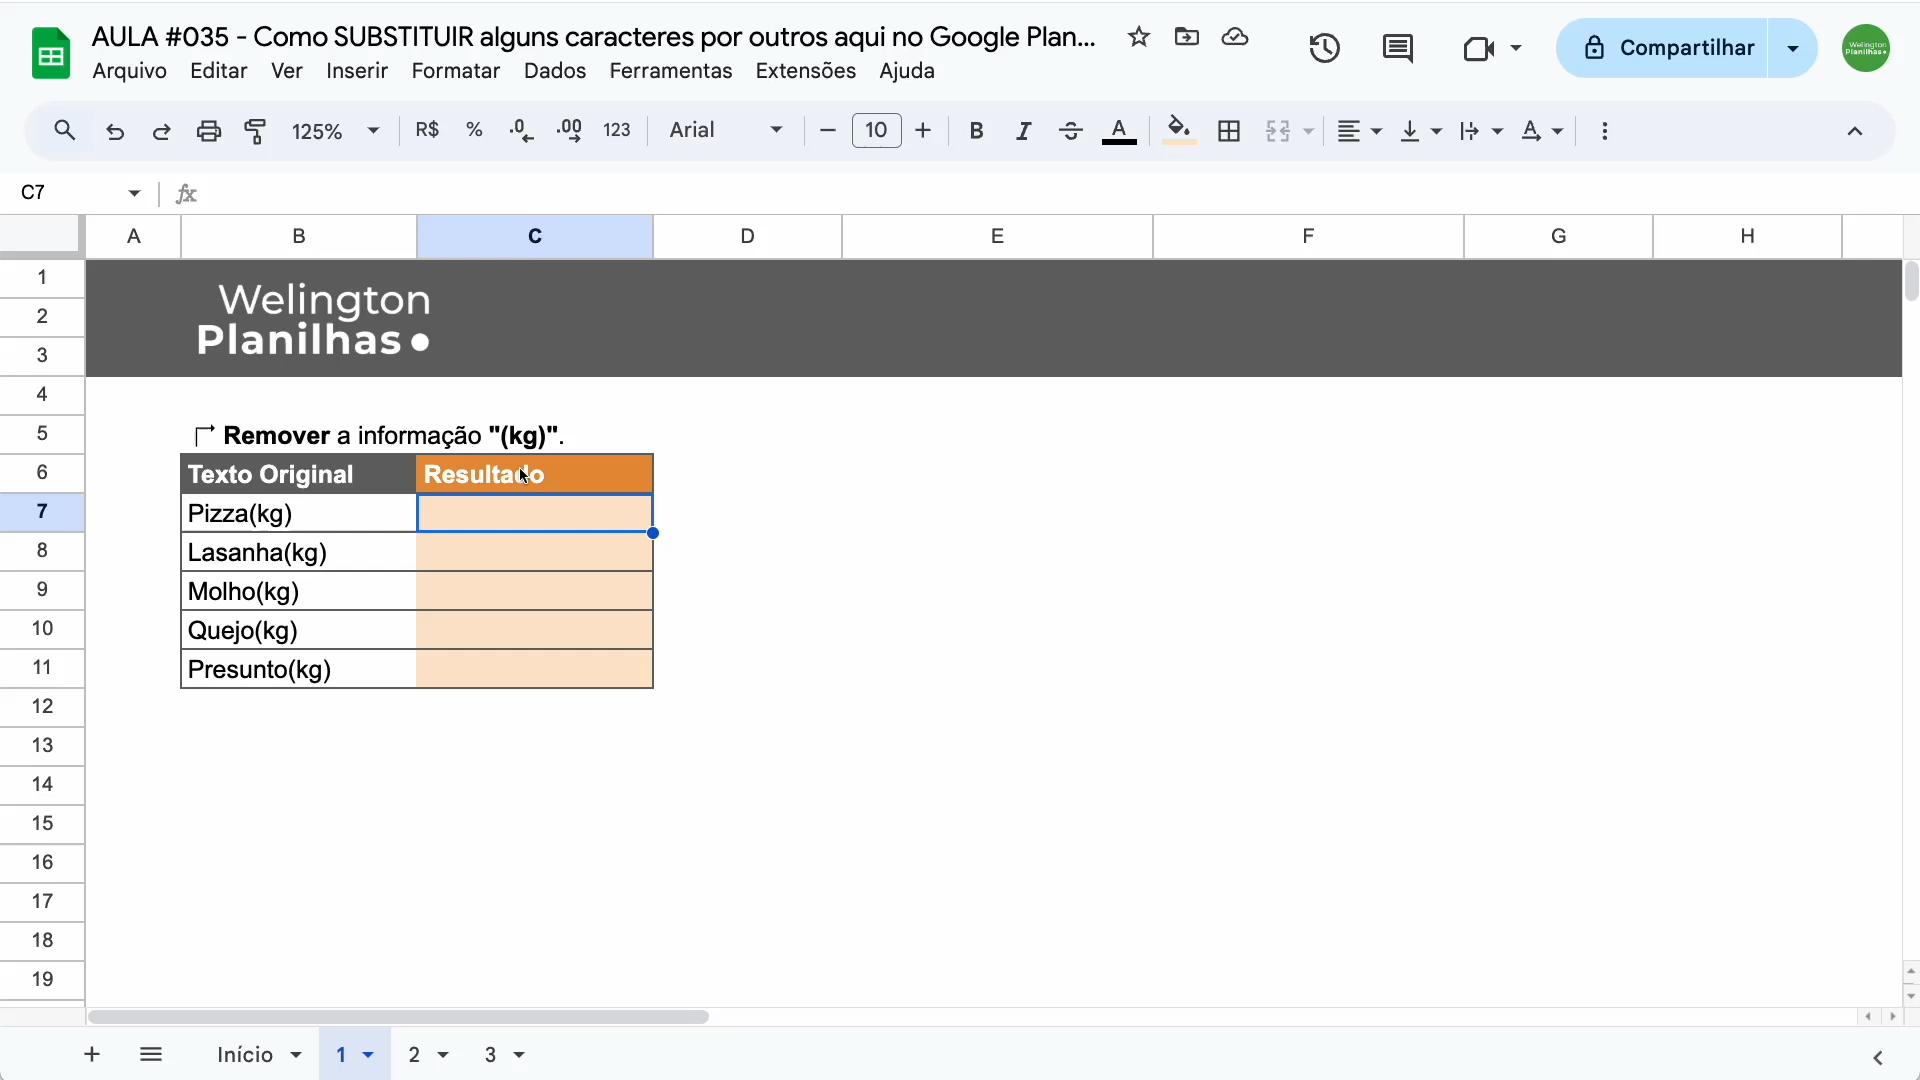 AULA #035 - Como SUBSTITUIR alguns caracteres por outros aqui no Google Plan...
Arquivo Editar Ver Inserir Formatar Dados Ferramentas Extensões Ajuda
Compartilhar
Welington
Planilhas
125% R$ % .0 .00 123 Arial 10 B I S A A
C7 fx
A B C D E F G H
1
2
3
Welington
Planilhas
4
5 Remover a informação "(kg)".
6 Texto Original Resultado
7 Pizza(kg)
8 Lasanha(kg)
9 Molho(kg)
10 Quejo(kg)
11 Presunto(kg)
12
13
14
15
16
17
18
19
Início 1 2 3